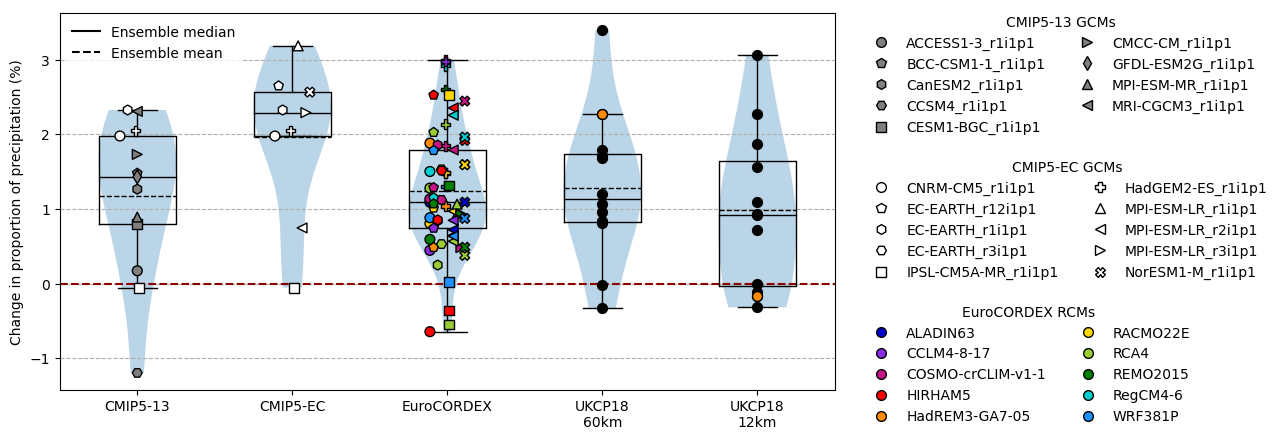 Change in proportion of precipitation (%)
3
2
1
0
−1
Ensemble median
Ensemble mean
CMIP5-13
CMIP5-EC
EuroCORDEX
UKCP18
60km
UKCP18
12km
CMIP5-13 GCMs
ACCESS1-3_r1i1p1
BCC-CSM1-1_r1i1p1
CanESM2_r1i1p1
CCSM4_r1i1p1
CESM1-BGC_r1i1p1
CMCC-CM_r1i1p1
GFDL-ESM2G_r1i1p1
MPI-ESM-MR_r1i1p1
MRI-CGCM3_r1i1p1
CMIP5-EC GCMs
CNRM-CM5_r1i1p1
EC-EARTH_r12i1p1
EC-EARTH_r1i1p1
EC-EARTH_r3i1p1
IPSL-CM5A-MR_r1i1p1
HadGEM2-ES_r1i1p1
MPI-ESM-LR_r1i1p1
MPI-ESM-LR_r2i1p1
MPI-ESM-LR_r3i1p1
NorESM1-M_r1i1p1
EuroCORDEX RCMs
ALADIN63
CCLM4-8-17
COSMO-crCLIM-v1-1
HIRHAM5
HadREM3-GA7-05
RACMO22E
RCA4
REMO2015
RegCM4-6
WRF381P